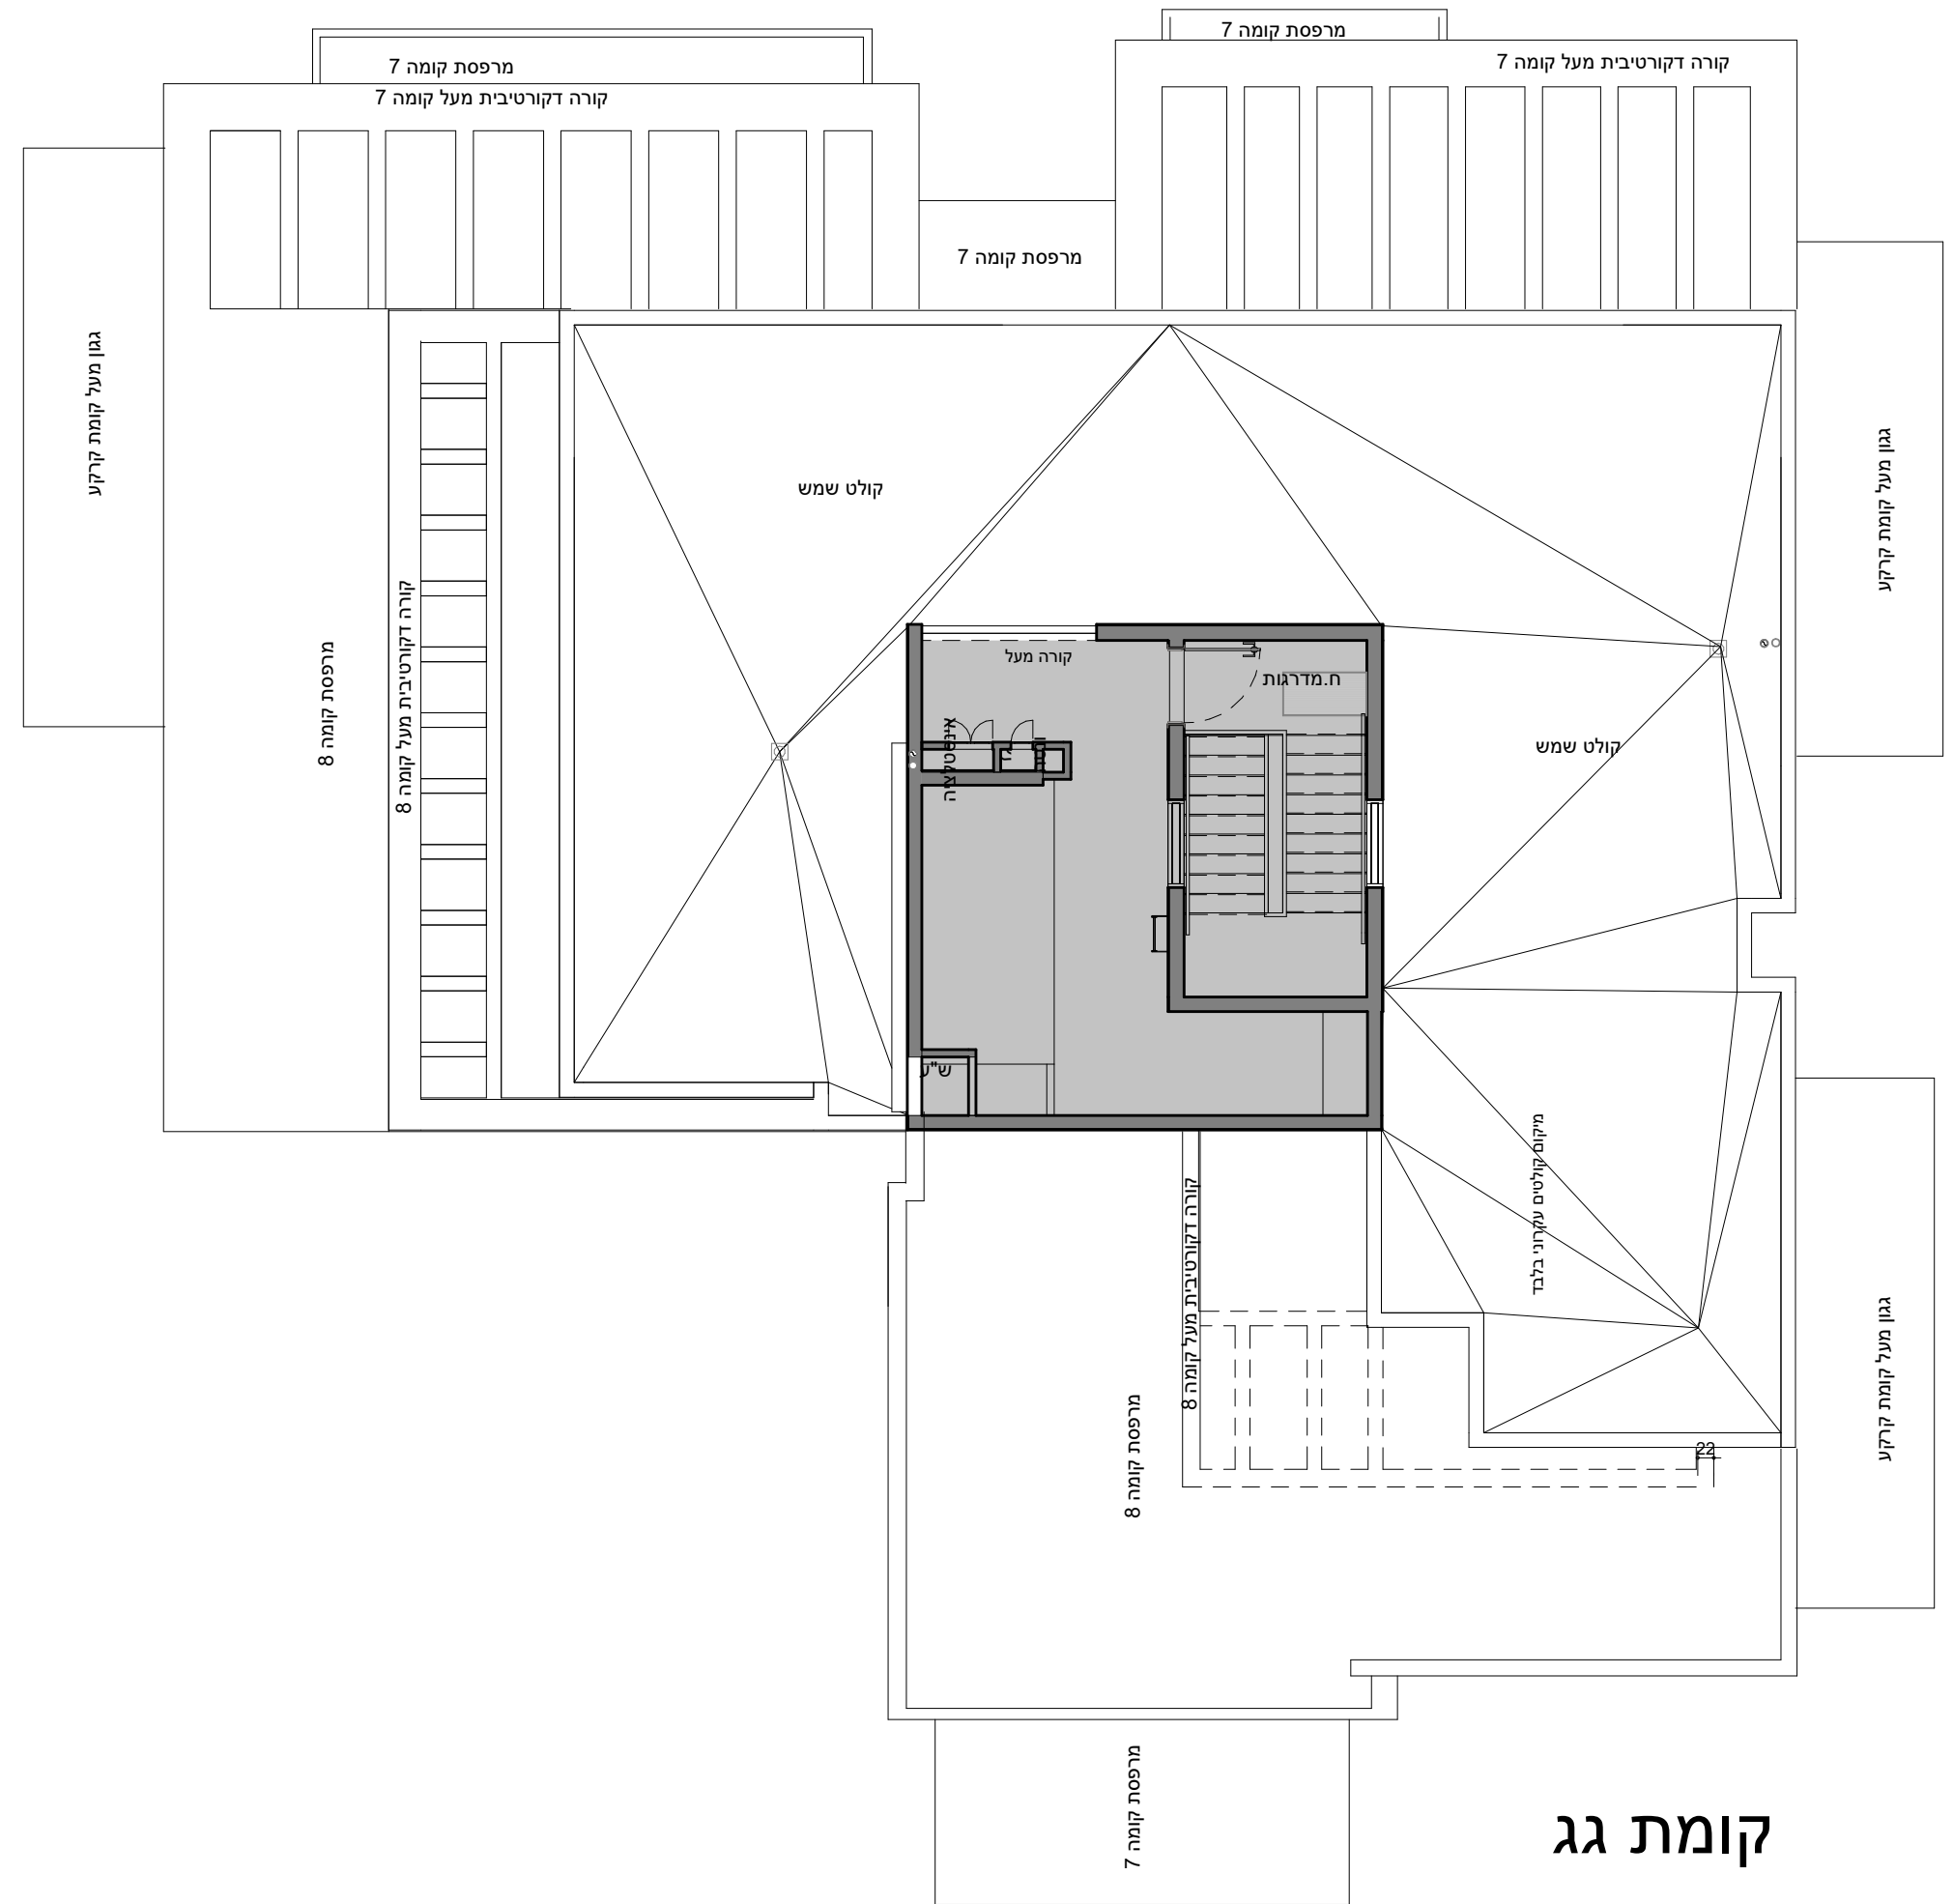 מרפסת קומה 7
קורה דקורטיבית מעל קומה 7
מרפסת קומה 7
קורה דקורטיבית מעל קומה 7
מרפסת קומה 7
גגון מעל קומת קרקע
גגון מעל קומת קרקע
קולט שמש
קורה מעל
ח.מדרגות
מרפסת קומה 8
קורה דקורטיבית מעל קומה 8
אינסטלציה
קולט שמש
ש"ע
מיקום קולטים עקרוני בלבד
קורה דקורטיבית מעל קומה 8
מרפסת קומה 8
גגון מעל קומת קרקע
22
מרפסת קומה 7
קומת גג